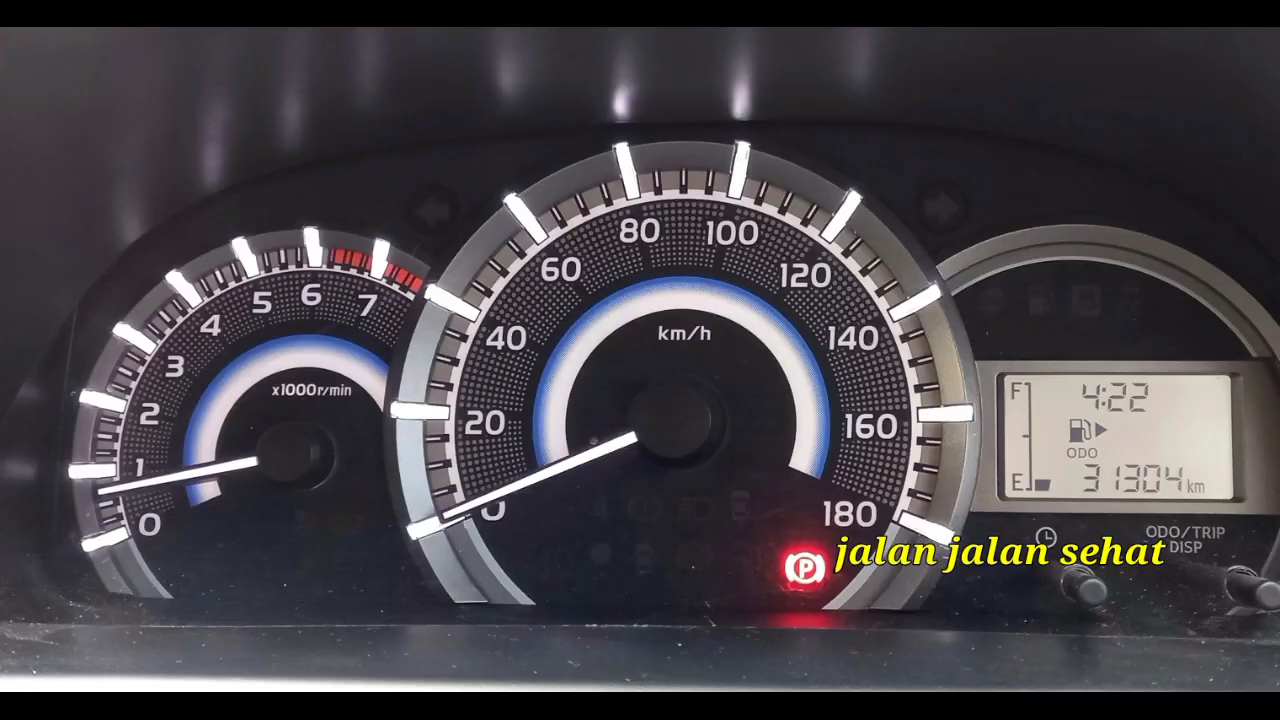 0
1
2
3
4
5
6
7
x1000r/min
0
20
40
60
80
100
120
140
160
180
km/h
P
F
4:22
ODO
E
31304 km
ODO/TRIP
DISP
jalan jalan sehat